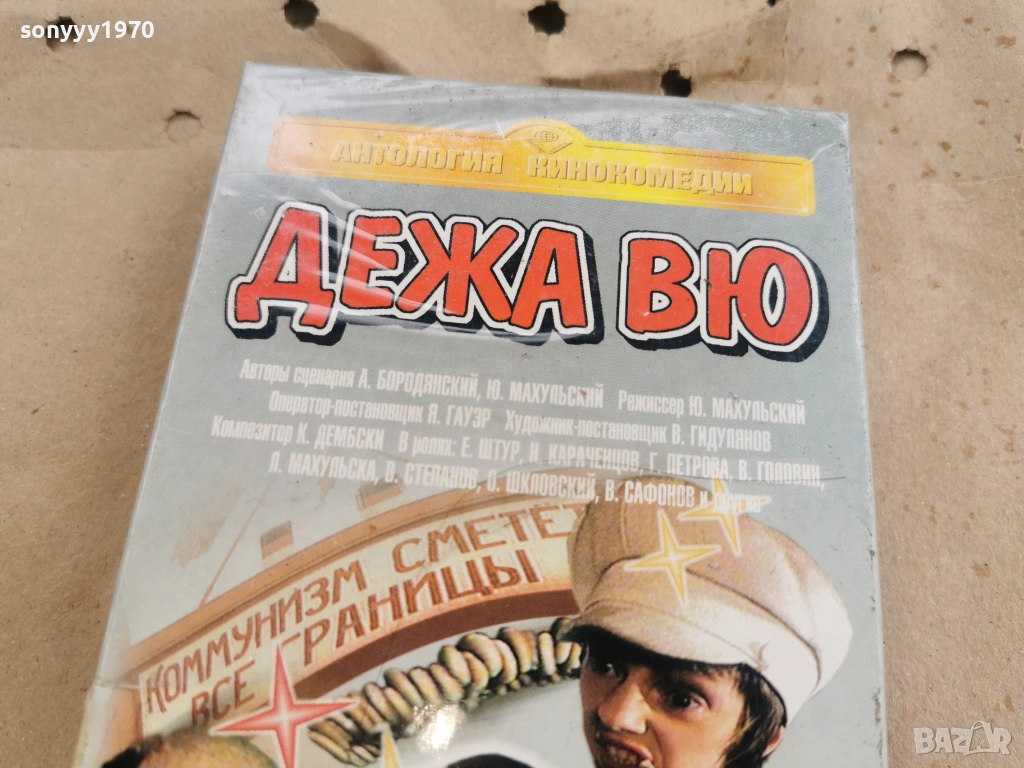 sonyyy1970
АНТОЛОГИЯ КИНОКОМЕДИИ
ДЕЖА ВЮ
Авторы сценария А. БОРОДЯНСКИЙ, Ю. МАХУЛЬСКИЙ Режиссер Ю. МАХУЛЬСКИЙ
Оператор-постановщик Я. ГАУЭР Художник-постановщик В. ГИДУЛЯНОВ
Композитор К. ДЕМБСКИ В ролях: Е. ШТУР, Н. КАРАЧЕНЦОВ, Г. ПЕТРОВА, В. ГОЛОВИН,
Л. МАХУЛЬСКА, В. СТЕПАНОВ, О. ШКЛОВСКИЙ, В. САФОНОВ и другие
КОММУНИЗМ СМЕТЕТ
ВСЕ ГРАНИЦЫ
BAZAR